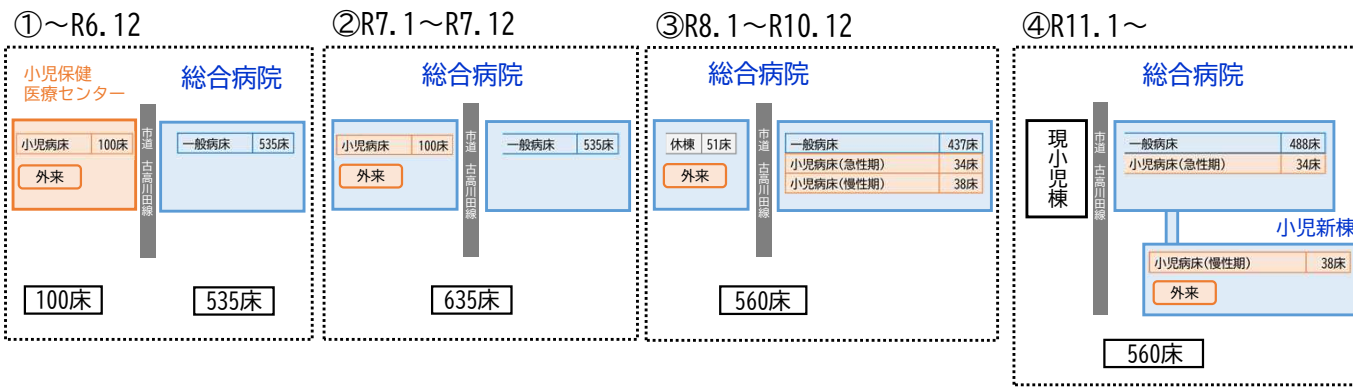 ①～R6.12
小児保健
医療センター
総合病院
小児病床 100床
外来
市道 古高川田線
一般病床 535床
100床
535床
②R7.1～R7.12
総合病院
小児病床 100床
外来
市道 古高川田線
一般病床 535床
635床
③R8.1～R10.12
総合病院
休棟 51床
外来
市道 古高川田線
一般病床 437床
小児病床(急性期) 34床
小児病床(慢性期) 38床
560床
④R11.1～
総合病院
現小児棟
市道 古高川田線
一般病床 488床
小児病床(急性期) 34床
小児新棟
小児病床(慢性期) 38床
外来
560床